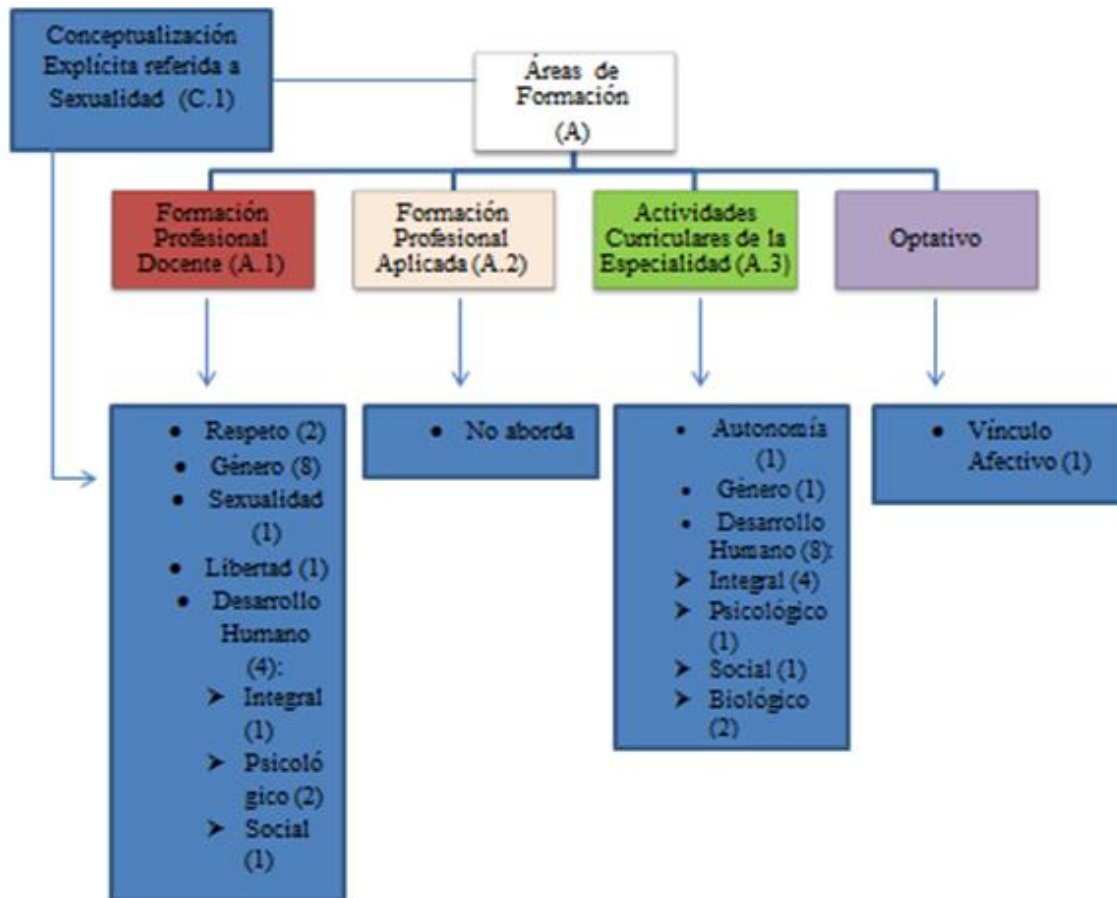 Conceptualización
Explícita referida a
Sexualidad (C.1)
Áreas de
Formación
(A)
Formación
Profesional
Docente (A.1)
Formación
Profesional
Aplicada (A.2)
Actividades
Curriculares de la
Especialidad (A.3)
Optativo
● Respeto (2)
● Género (8)
● Sexualidad
(1)
● Libertad (1)
● Desarrollo
Humano
(4):
➤ Integral
(1)
➤ Psicoló
gico (2)
➤ Social
(1)
● No aborda
● Autonomía
(1)
● Género (1)
● Desarrollo
Humano (8):
➤ Integral (4)
➤ Psicológico
(1)
➤ Social (1)
➤ Biológico
(2)
● Vínculo
Afectivo (1)